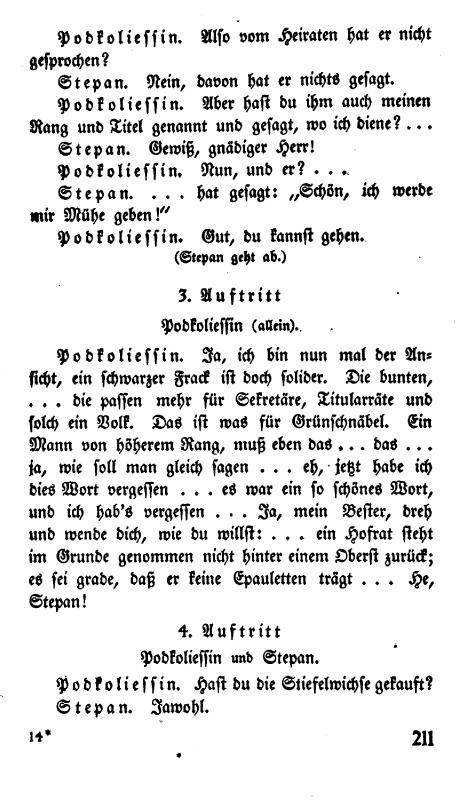 Podkoliessin. Also vom Heiraten hat er nicht
gesprochen?
Stepan. Nein, davon hat er nichts gesagt.
Podkoliessin. Aber hast du ihm auch meinen
Rang und Titel genannt und gesagt, wo ich diene? . . .
Stepan. Gewiß, gnädiger Herr!
Podkoliessin. Nun, und er? . . .
Stepan. . . . hat gesagt: „Schön, ich werde
mir Mühe geben!“
Podkoliessin. Gut, du kannst gehen.
(Stepan geht ab.)
3. Auftritt
Podkoliessin (allein).
Podkoliessin. Ja, ich bin nun mal der An-
sicht, ein schwarzer Frack ist doch solider. Die bunten,
. . . die passen mehr für Sekretäre, Titularräte und
solch ein Volk. Das ist was für Grünschnäbel. Ein
Mann von höherem Rang, muß eben das . . . das . . .
ja, wie soll man gleich sagen . . . eh, jetzt habe ich
dies Wort vergessen . . . es war ein so schönes Wort,
und ich hab's vergessen . . . Ja, mein Bester, dreh
und wende dich, wie du willst: . . . ein Hofrat steht
im Grunde genommen nicht hinter einem Oberst zurück;
es sei grade, daß er keine Epauletten trägt . . . He,
Stepan!
4. Auftritt
Podkoliessin und Stepan.
Podkoliessin. Hast du die Stiefelwichse gekauft?
Stepan. Jawohl.
14* 211